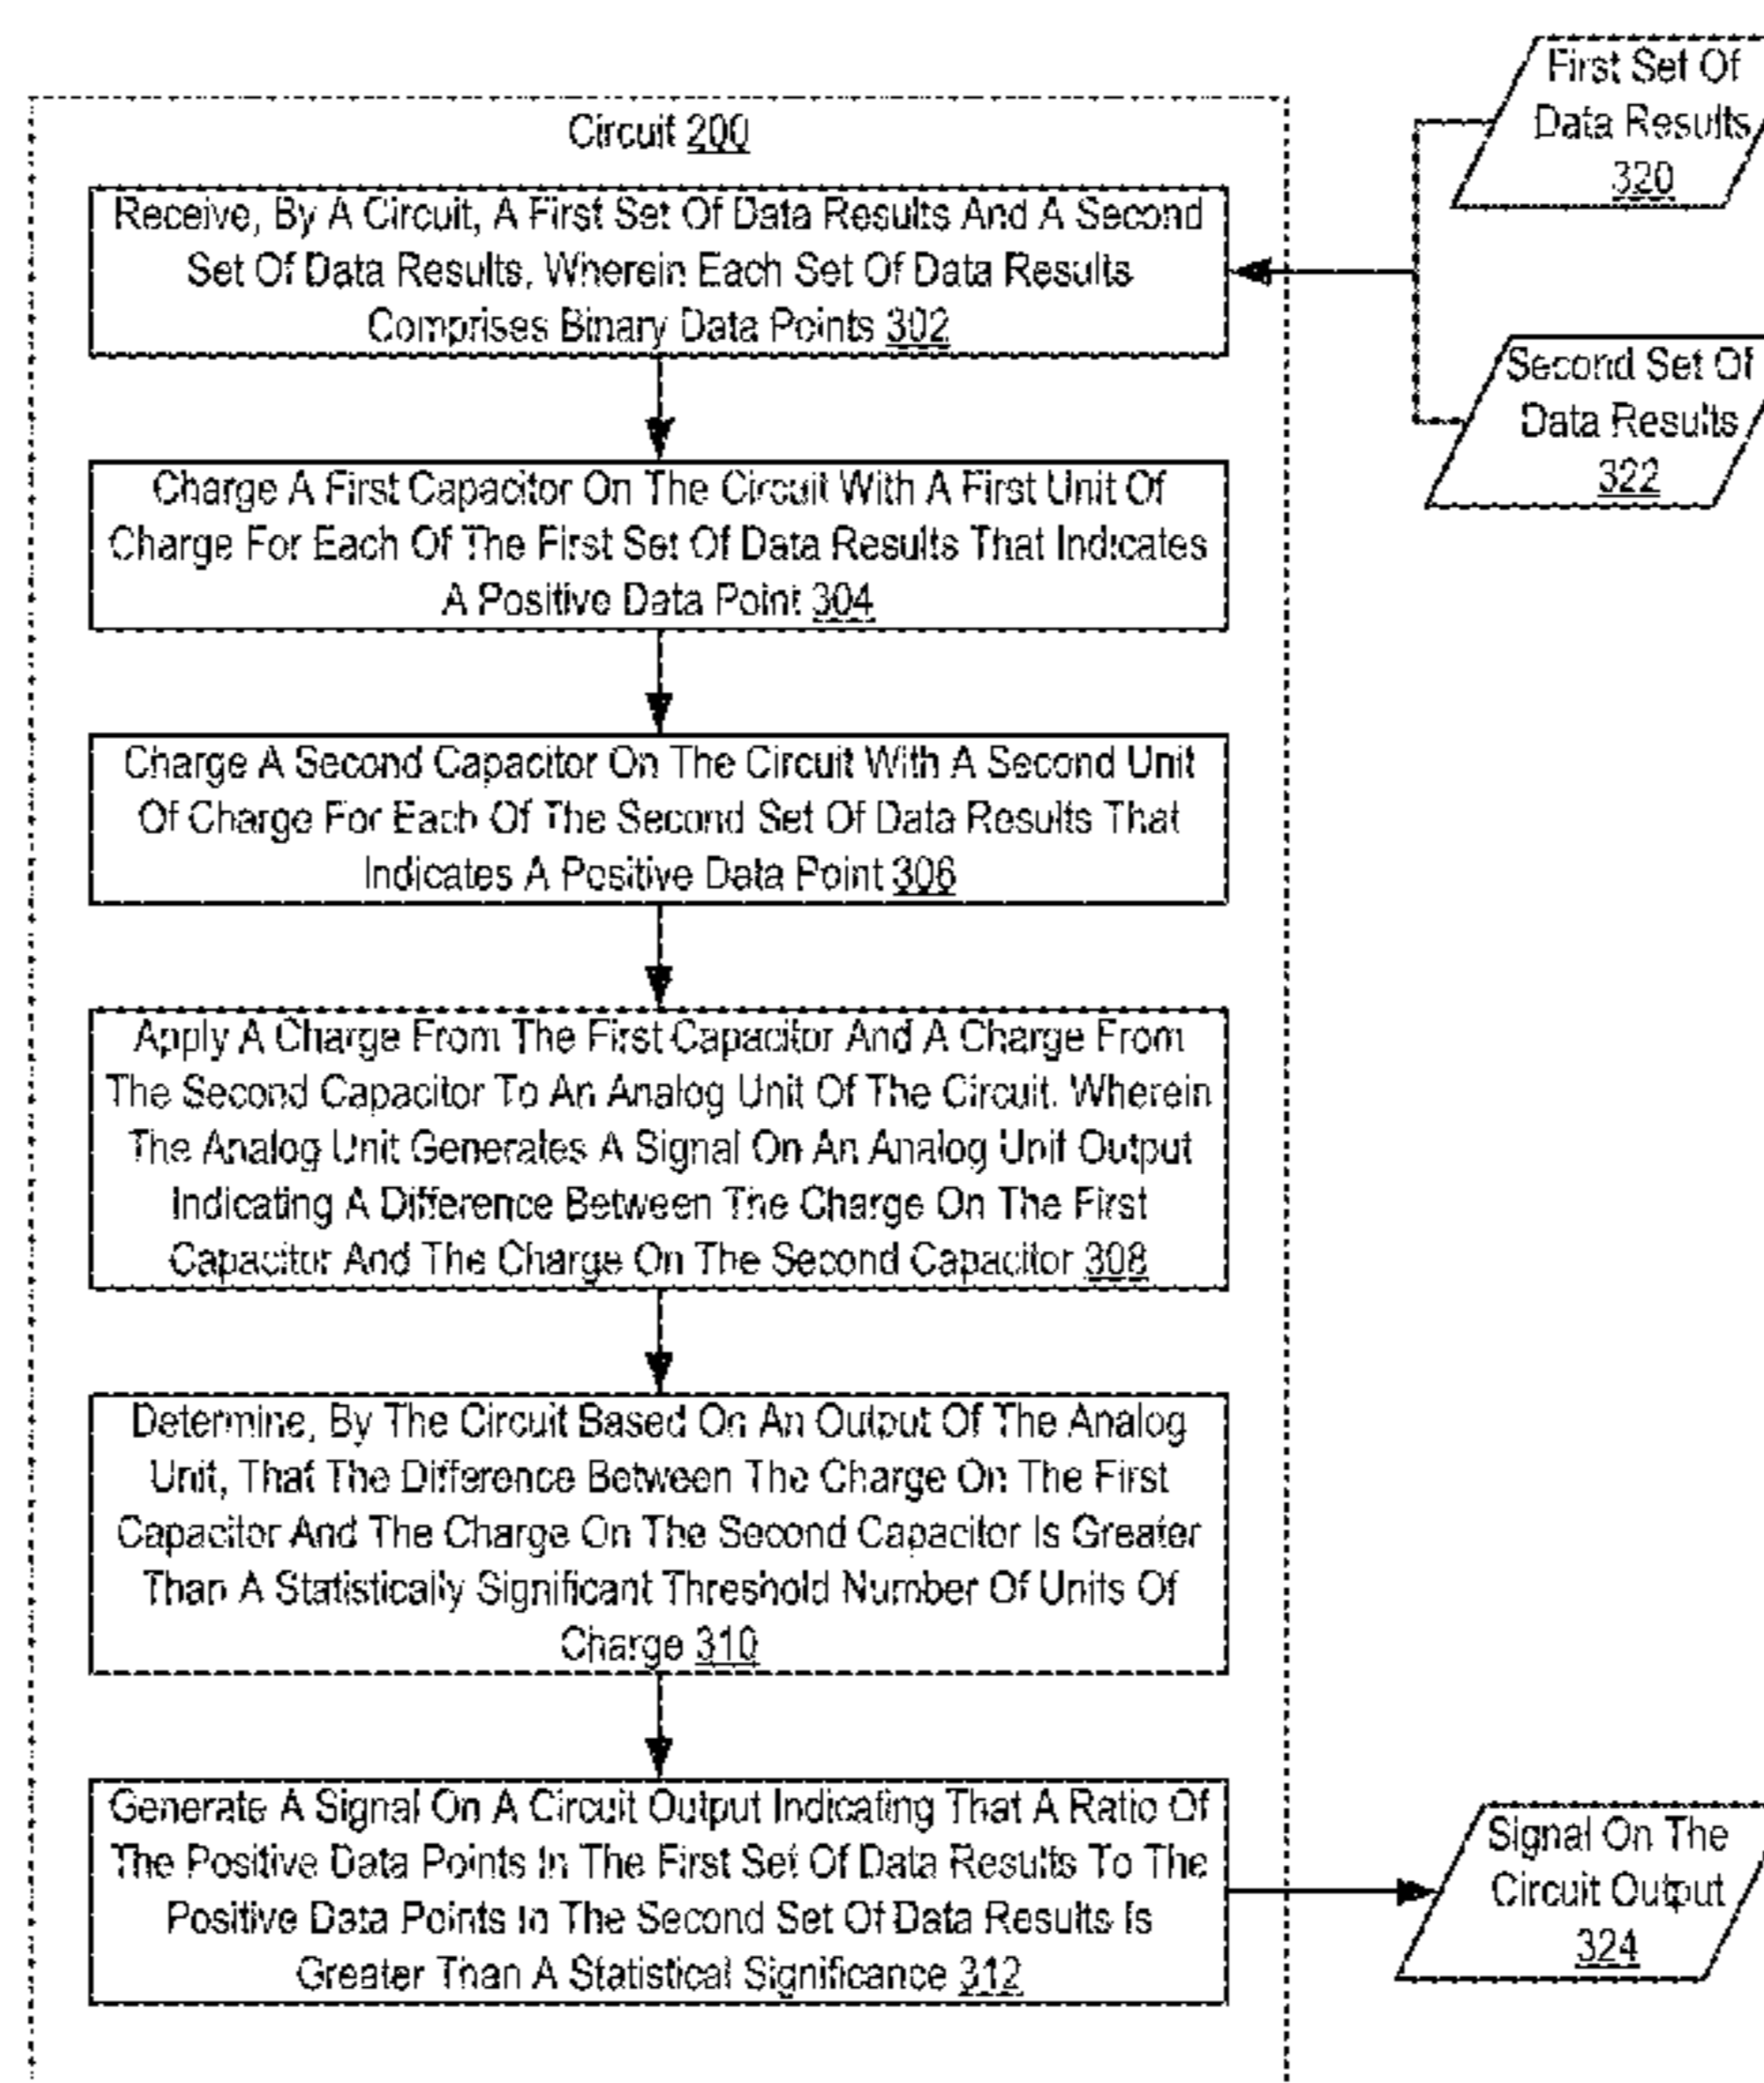 First Set Of
Data Results
320
Circuit 200
Receive, By A Circuit, A First Set Of Data Results And A Second
Set Of Data Results, Wherein Each Set Of Data Results
Comprises Binary Data Points 302
Second Set Of
Data Results
322
Charge A First Capacitor On The Circuit With A First Unit Of
Charge For Each Of The First Set Of Data Results That Indicates
A Positive Data Point 304
Charge A Second Capacitor On The Circuit With A Second Unit
Of Charge For Each Of The Second Set Of Data Results That
Indicates A Positive Data Point 306
Apply A Charge From The First Capacitor And A Charge From
The Second Capacitor To An Analog Unit Of The Circuit, Wherein
The Analog Unit Generates A Signal On An Analog Unit Output
Indicating A Difference Between The Charge On The First
Capacitor And The Charge On The Second Capacitor 308
Determine, By The Circuit Based On An Output Of The Analog
Unit, That The Difference Between The Charge On The First
Capacitor And The Charge On The Second Capacitor Is Greater
Than A Statistically Significant Threshold Number Of Units Of
Charge 310
Generate A Signal On A Circuit Output Indicating That A Ratio Of
The Positive Data Points In The First Set Of Data Results To The
Positive Data Points In The Second Set Of Data Results Is
Greater Than A Statistical Significance 312
Signal On The
Circuit Output
324